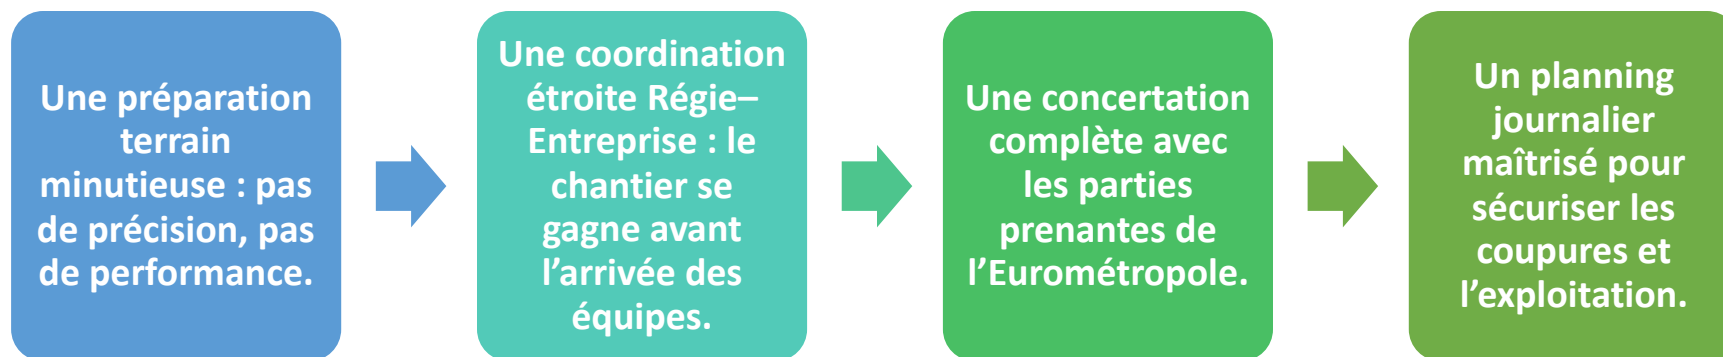 Une préparation
terrain
minutieuse : pas
de précision, pas
de performance.
Une coordination
étroite Régie–
Entreprise : le
chantier se
gagne avant
l’arrivée des
équipes.
Une concertation
complète avec
les parties
prenantes de
l’Eurométropole.
Un planning
journalier
maîtrisé pour
sécuriser les
coupures et
l’exploitation.